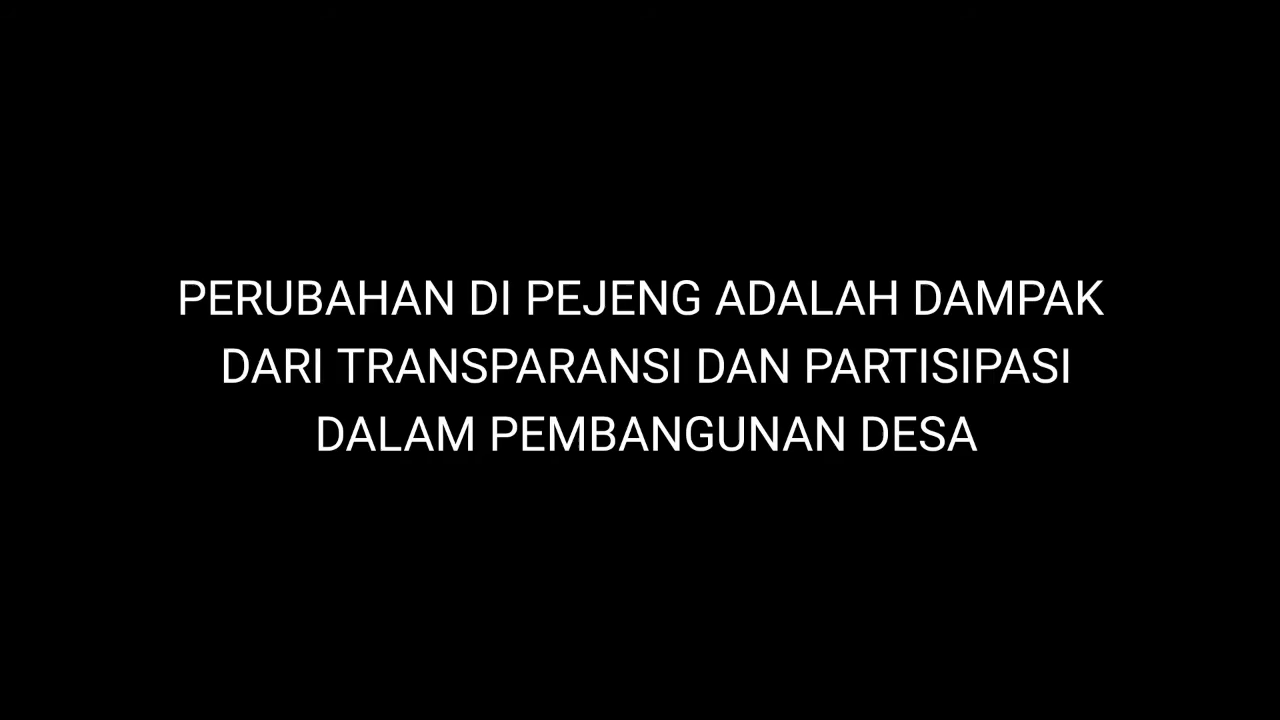 PERUBAHAN DI PEJENG ADALAH DAMPAK
DARI TRANSPARANSI DAN PARTISIPASI
DALAM PEMBANGUNAN DESA